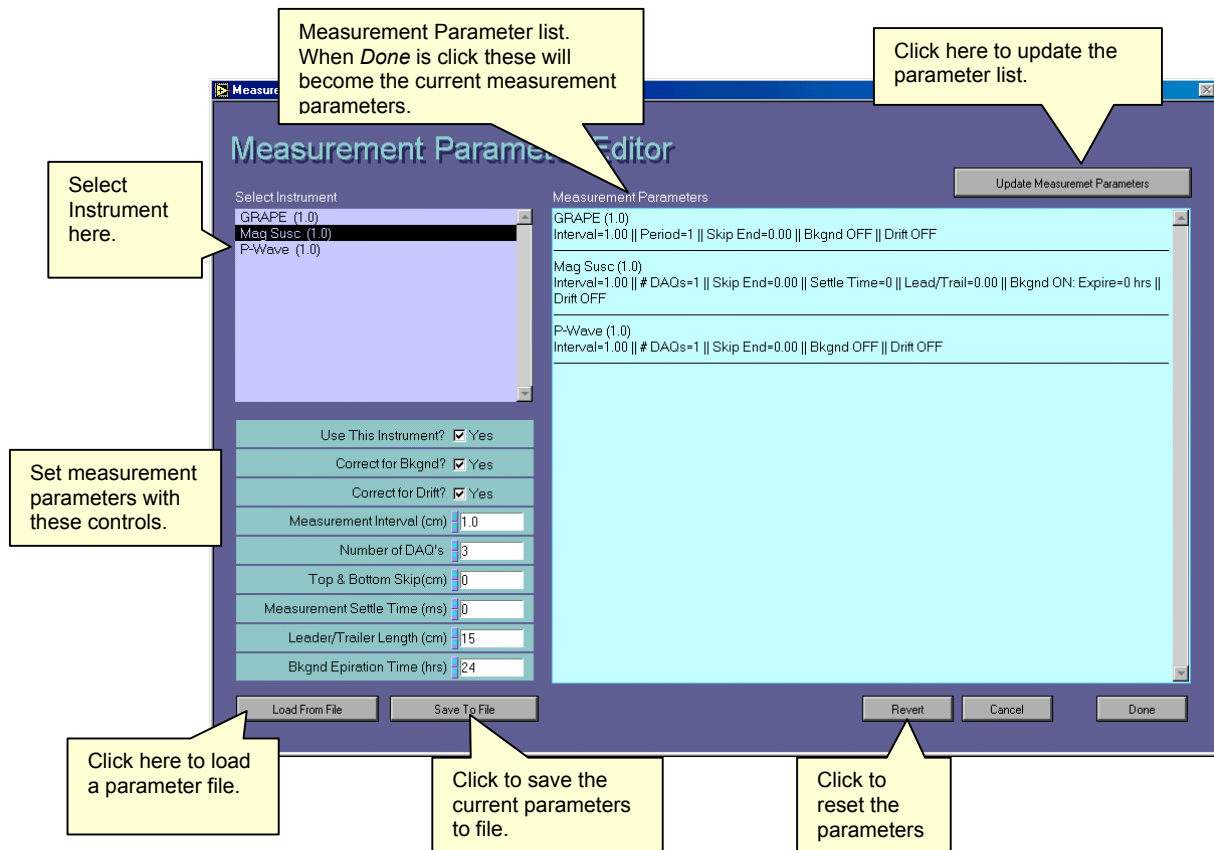 Measurement Parameter list.
When Done is click these will
become the current measurement
parameters.
Click here to update the
parameter list.
Measure
Measurement Parame
Editor
Select
Instrument
here.
Update Measuremet Parameters
Select Instrument
GRAPE (1.0)
Mag Susc (1.0)
P-Wave (1.0)
Measurement Parameters
GRAPE (1.0)
Interval=1.00 || Period=1 || Skip End=0.00 || Bkgnd OFF || Drift OFF
Mag Susc (1.0)
Interval=1.00 || # DAQs=1 || Skip End=0.00 || Settle Time=0 || Lead/Trail=0.00 || Bkgnd ON: Expire=0 hrs ||
Drift OFF
P-Wave (1.0)
Interval=1.00 || # DAQs=1 || Skip End=0.00 || Bkgnd OFF || Drift OFF
Set measurement
parameters with
these controls.
Use This Instrument? Yes
Correct for Bkgnd? Yes
Correct for Drift? Yes
Measurement Interval (cm) 1.0
Number of DAQ's 3
Top & Bottom Skip(cm) 0
Measurement Settle Time (ms) 0
Leader/Trailer Length (cm) 15
Bkgnd Epiration Time (hrs) 24
Load From File
Save To File
Revert
Cancel
Done
Click here to load
a parameter file.
Click to save the
current parameters
to file.
Click to
reset the
parameters